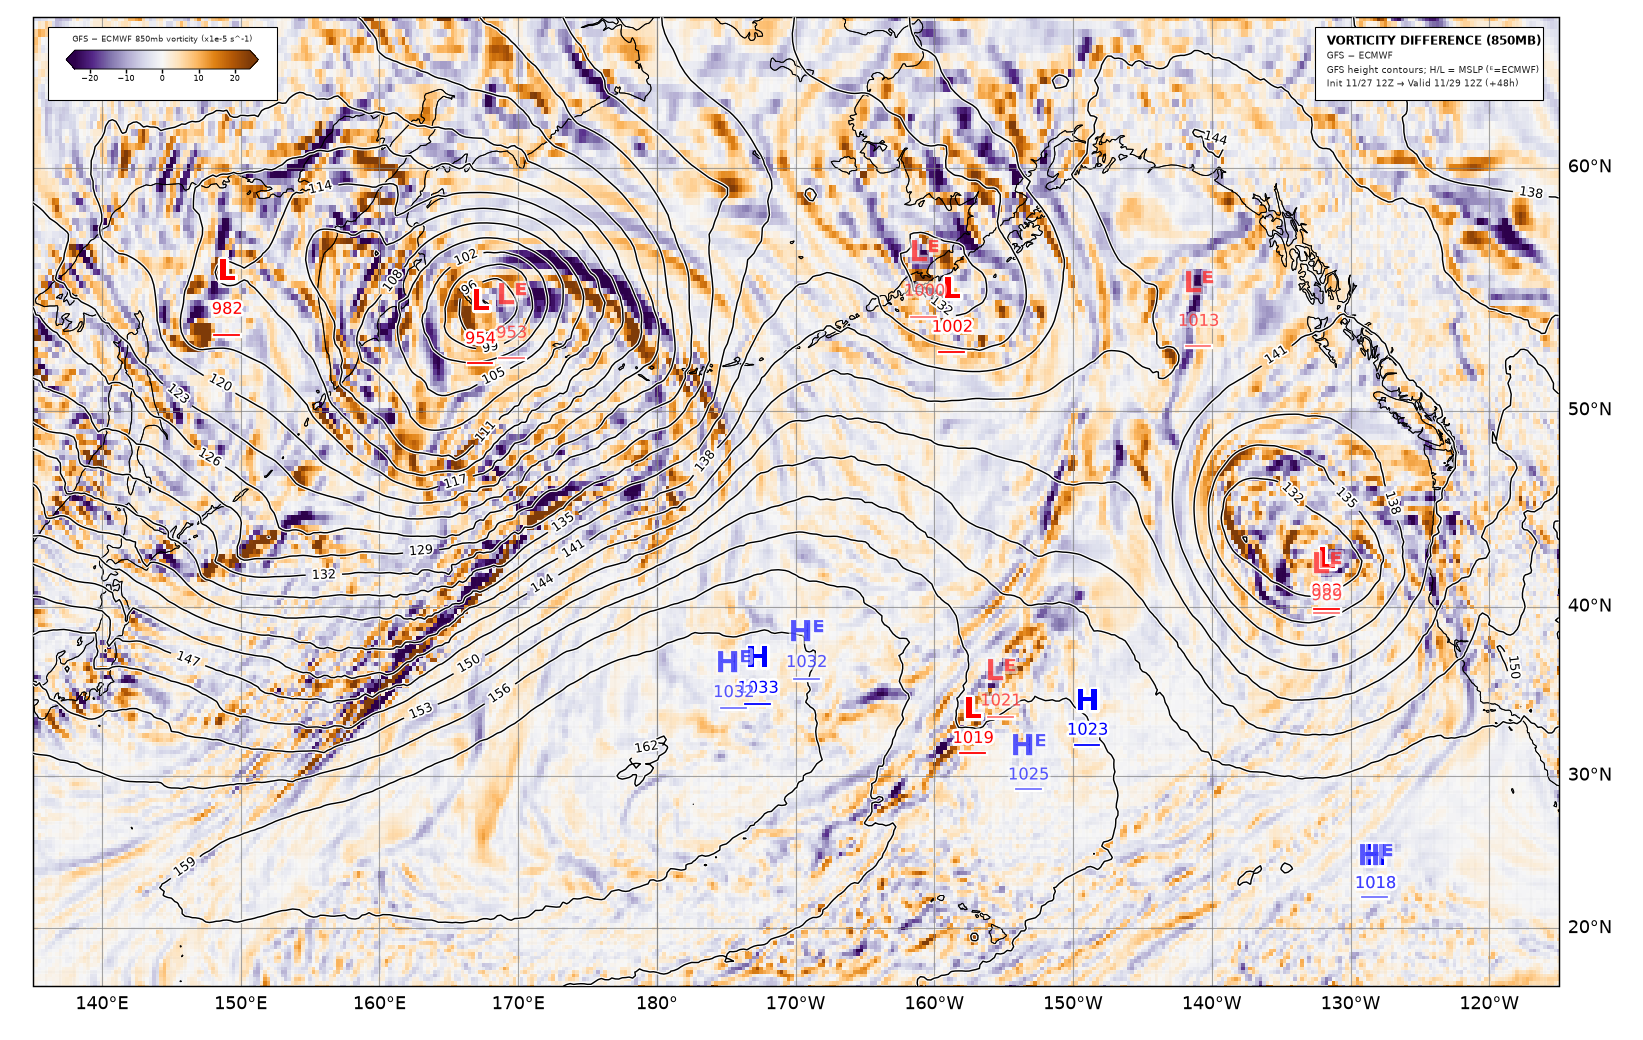 GFS − ECMWF 850mb vorticity (x1e-5 s^-1)
−20 −10 0 10 20
VORTICITY DIFFERENCE (850MB)
GFS − ECMWF
GFS height contours; H/L = MSLP (ᴱ=ECMWF)
Init 11/27 12Z → Valid 11/29 12Z (+48h)
144
60°N
114
138
102
L E
L
108
96
L
L E
L E
982
1000
132
L
1013
954
953
1002
99
141
105
120
123
50°N
111
126
138
117
132
135
138
135
129
141
132
144
L E
989
40°N
H E
147
150
H E
H
1032
L E
1032
1033
156
1021
H
153
L
1023
1019
162
H E
1025
30°N
150
159
H
H E
1018
20°N
140°E 150°E 160°E 170°E 180° 170°W 160°W 150°W 140°W 130°W 120°W